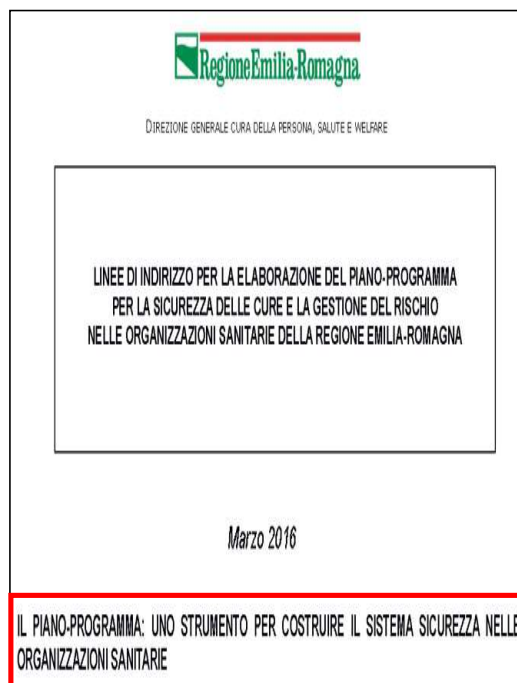 RegioneEmilia-Romagna
DIREZIONE GENERALE CURA DELLA PERSONA, SALUTE E WELFARE
LINEE DI INDIRIZZO PER LA ELABORAZIONE DEL PIANO-PROGRAMMA
PER LA SICUREZZA DELLE CURE E LA GESTIONE DEL RISCHIO
NELLE ORGANIZZAZIONI SANITARIE DELLA REGIONE EMILIA-ROMAGNA
Marzo 2016
IL PIANO-PROGRAMMA: UNO STRUMENTO PER COSTRUIRE IL SISTEMA SICUREZZA NELLE
ORGANIZZAZIONI SANITARIE